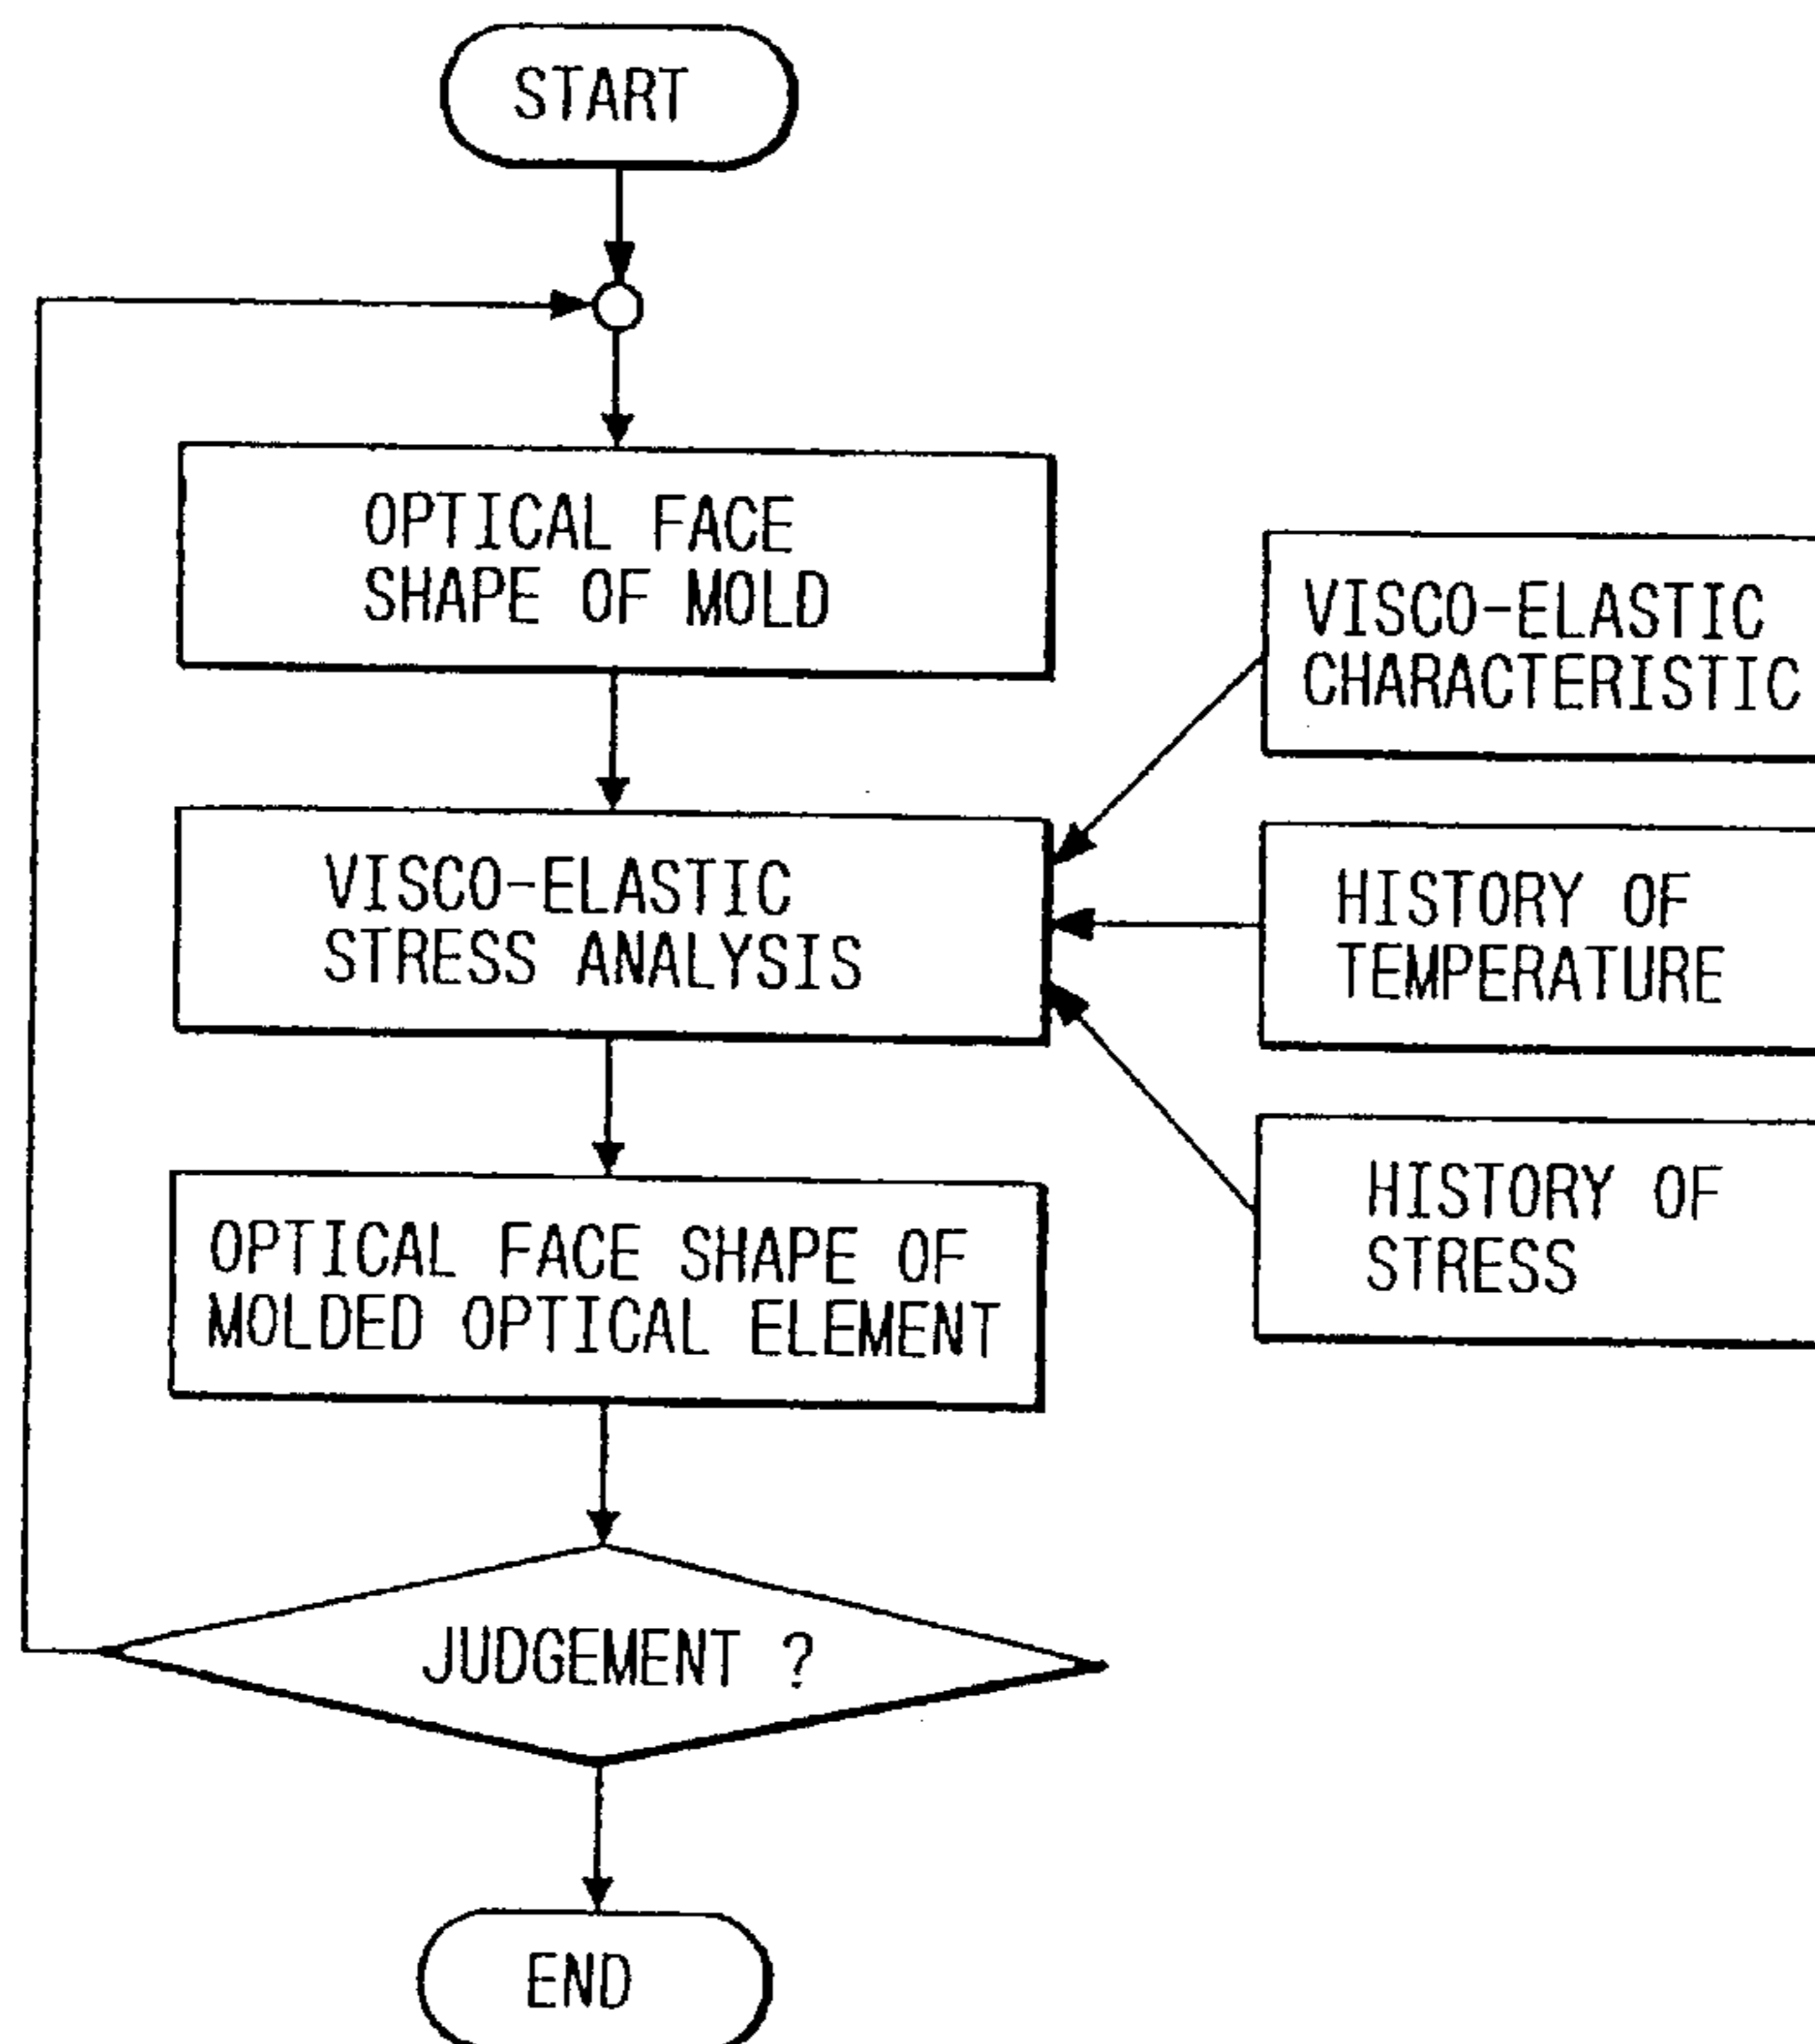 START
OPTICAL FACE
SHAPE OF MOLD
VISCO-ELASTIC
CHARACTERISTIC
VISCO-ELASTIC
STRESS ANALYSIS
HISTORY OF
TEMPERATURE
HISTORY OF
STRESS
OPTICAL FACE SHAPE OF
MOLDED OPTICAL ELEMENT
JUDGEMENT ?
END